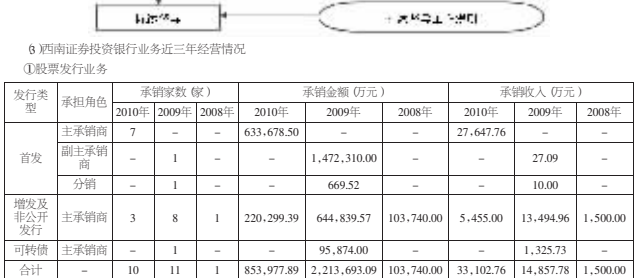 (3)西南证券投资银行业务近三年经营情况
①股票发行业务
发行类型 承担角色 承销家数(家) 承销金额(万元) 承销收入(万元)
2010年 2009年 2008年 2010年 2009年 2008年 2010年 2009年 2008年
首发 主承销商 7 – – 633,678.50 – – 27,647.76 – –
副主承销商 – 1 – 1,472,310.00 – – 27.09 –
分销 – 1 669.52 – – 10.00 –
增发及非公开发行 主承销商 3 8 1 220,299.39 644,839.57 103,740.00 5,455.00 13,494.96 1,500.00
可转债 主承销商 – 1 – – 95,874.00 – – 1,325.73 –
合计 – 10 11 1 853,977.89 2,213,693.09 103,740.00 33,102.76 14,857.78 1,500.00